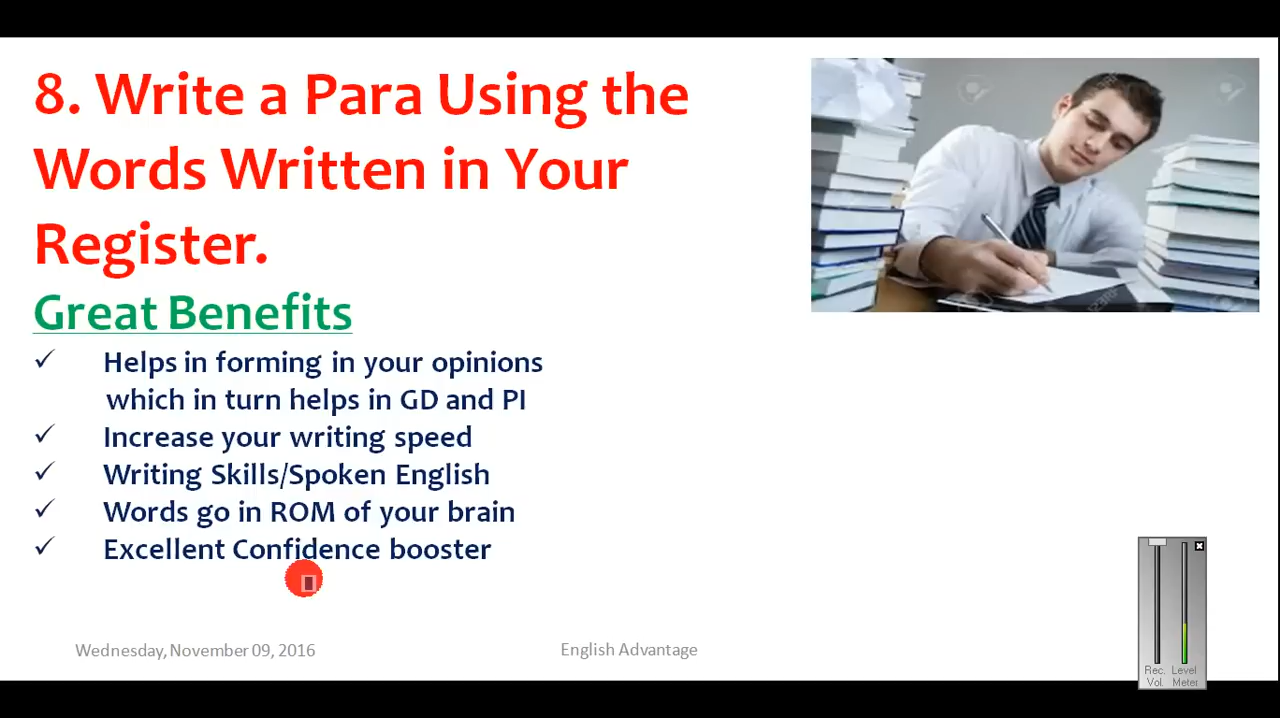 8. Write a Para Using the
Words Written in Your
Register.
Great Benefits
✓ Helps in forming in your opinions
which in turn helps in GD and PI
✓ Increase your writing speed
✓ Writing Skills/Spoken English
✓ Words go in ROM of your brain
✓ Excellent Confidence booster
Wednesday, November 09, 2016
English Advantage
Rec. Level
Vol. Meter